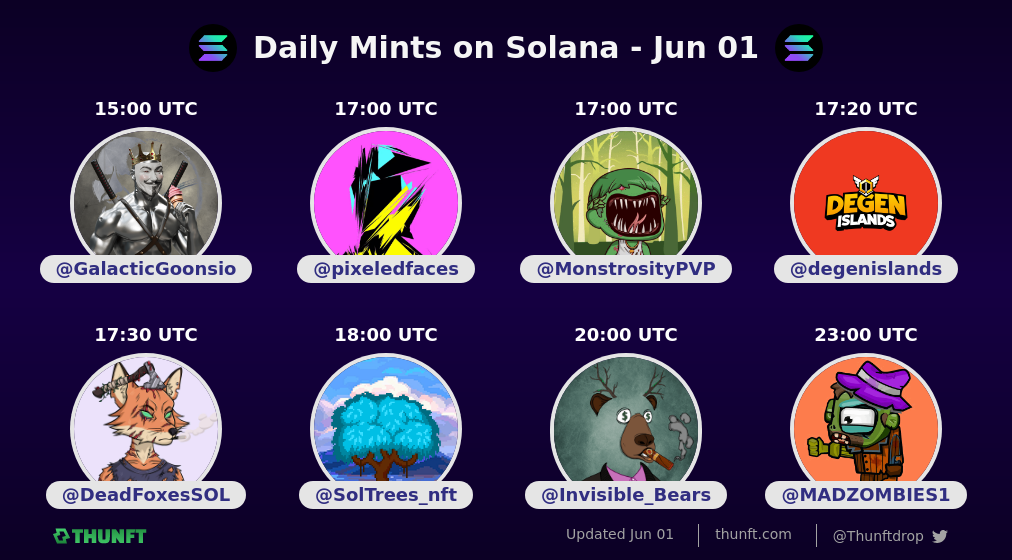 Daily Mints on Solana - Jun 01
15:00 UTC
17:00 UTC
17:00 UTC
17:20 UTC
DEGEN
ISLANDS
@GalacticGoonsio
@pixeledfaces
@MonstrosityPVP
@degenislands
17:30 UTC
18:00 UTC
20:00 UTC
23:00 UTC
@DeadFoxesSOL
@SolTrees_nft
@Invisible_Bears
@MADZOMBIES1
THUNFT
Updated Jun 01
thunft.com
@Thunftdrop